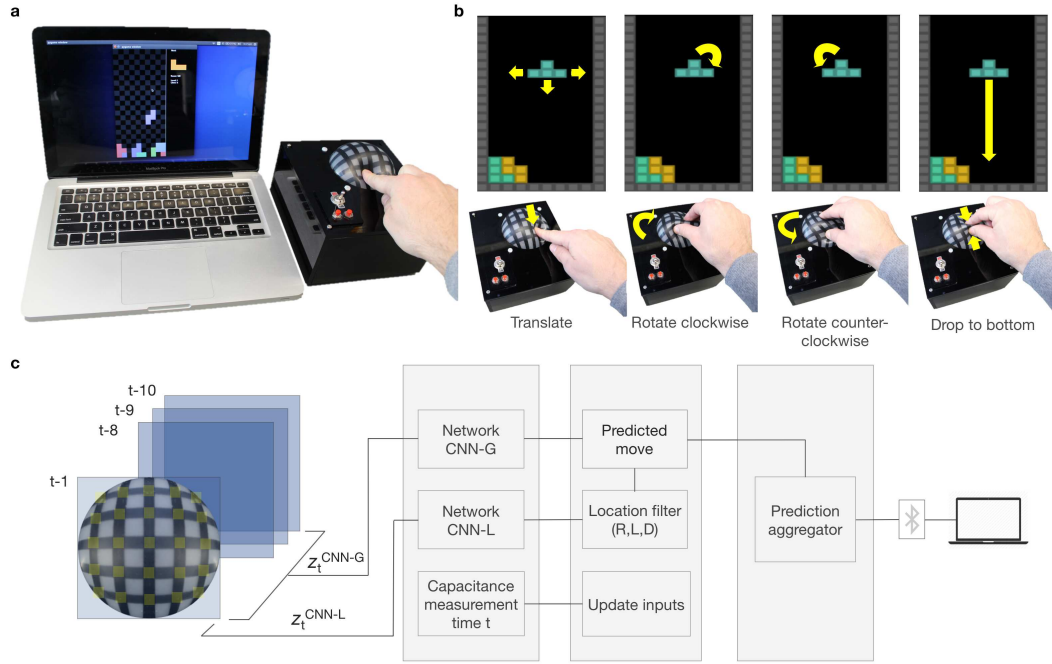 a
b
Translate
Rotate clockwise
Rotate counter-
clockwise
Drop to bottom
c
t-10
t-9
t-8
t-1
z_t^CNN-G
z_t^CNN-L
Network
CNN-G
Network
CNN-L
Capacitance
measurement
time t
Predicted
move
Location filter
(R,L,D)
Update inputs
Prediction
aggregator